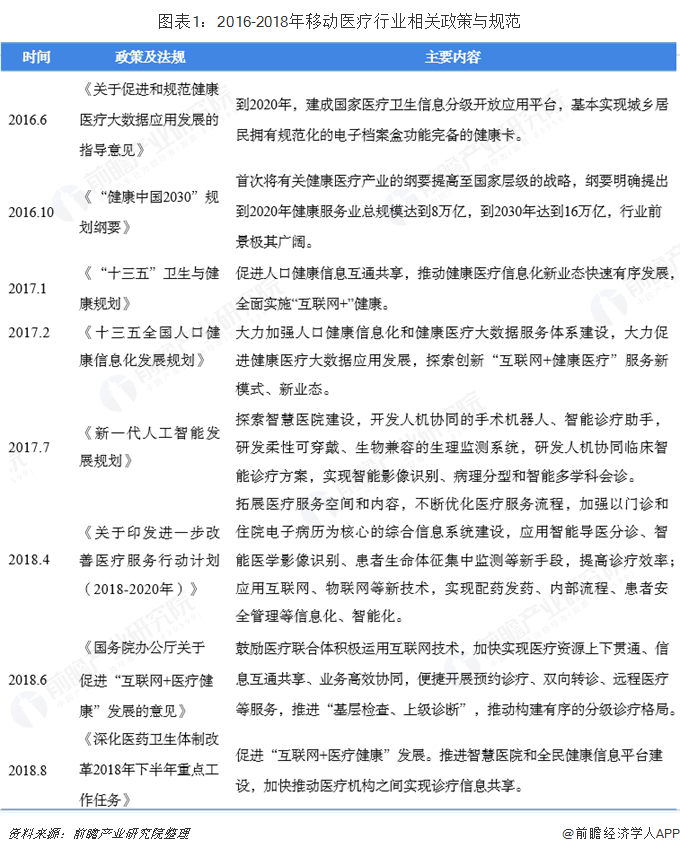 图表1：2016-2018年移动医疗行业相关政策与规范
时间 政策及法规 主要内容
2016.6
《关于促进和规范健康
医疗大数据应用发展的
指导意见》
到2020年，建成国家医疗卫生信息分级开放应用平台，基本实现城乡居
民拥有规范化的电子档案盒功能完备的健康卡。
2016.10
《“健康中国2030”规
划纲要》
首次将有关健康医疗产业的纲要提高至国家层级的战略，纲要明确提出
到2020年健康服务业总规模达到8万亿，到2030年达到16万亿，行业前
景极其广阔。
2017.1
《“十三五”卫生与健
康规划》
促进人口健康信息互通共享，推动健康医疗信息化新业态快速有序发展，
全面实施“互联网+”健康。
2017.2
《十三五全国人口健
康信息化发展规划》
大力加强人口健康信息化和健康医疗大数据服务体系建设，大力促
进健康医疗大数据应用发展，探索创新“互联网+健康医疗”服务新
模式、新业态。
2017.7
《新一代人工智能发
展规划》
探索智慧医院建设，开发人机协同的手术机器人、智能诊疗助手，
研发柔性可穿戴、生物兼容的生理监测系统，研发人机协同临床智
能诊疗方案，实现智能影像识别、病理分型和智能多学科会诊。
2018.4
《关于印发进一步改
善医疗服务行动计划
（2018-2020年）》
拓展医疗服务空间和内容，不断优化医疗服务流程，加强以门诊和
住院电子病历为核心的综合信息系统建设，应用智能导医分诊、智
能医学影像识别、患者生命体征集中监测等新手段，提高诊疗效率；
应用互联网、物联网等新技术，实现配药发药、内部流程、患者安
全管理等信息化、智能化。
2018.6
《国务院办公厅关于
促进“互联网+医疗健
康”发展的意见》
鼓励医疗联合体积极运用互联网技术，加快实现医疗资源上下贯通、信
息互通共享、业务高效协同，便捷开展预约诊疗、双向转诊、远程医疗
等服务，推进“基层检查、上级诊断”，推动构建有序的分级诊疗格局。
2018.8
《深化医药卫生体制改
革2018年下半年重点工
作任务》
促进“互联网+医疗健康”发展。推进智慧医院和全民健康信息平台建
设，加快推动医疗机构之间实现诊疗信息共享。
资料来源：前瞻产业研究院整理
@前瞻经济学人APP